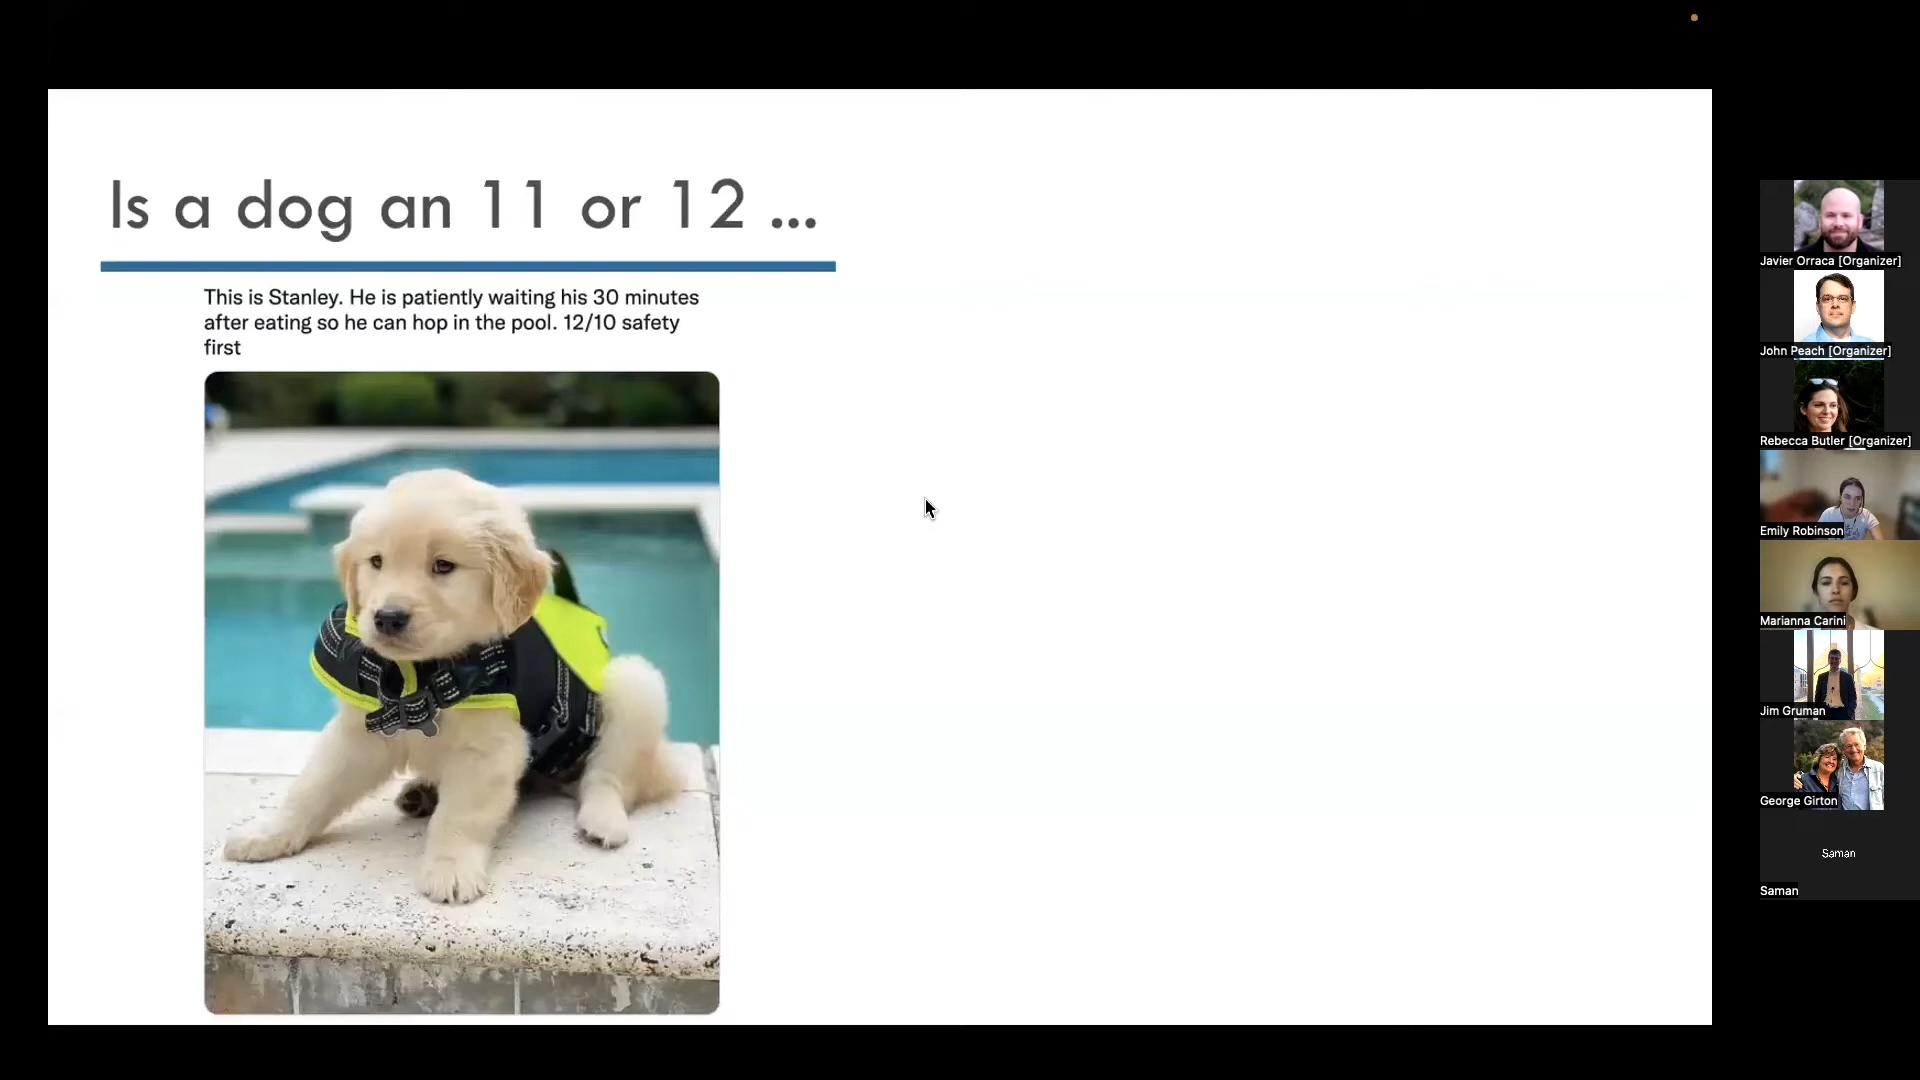 Is a dog an 11 or 12 ...
This is Stanley. He is patiently waiting his 30 minutes
after eating so he can hop in the pool. 12/10 safety
first
Javier Orraca [Organizer]
John Peach [Organizer]
Rebecca Butler [Organizer]
Emily Robinson
Marianna Carini
Jim Gruman
George Girton
Saman
Saman